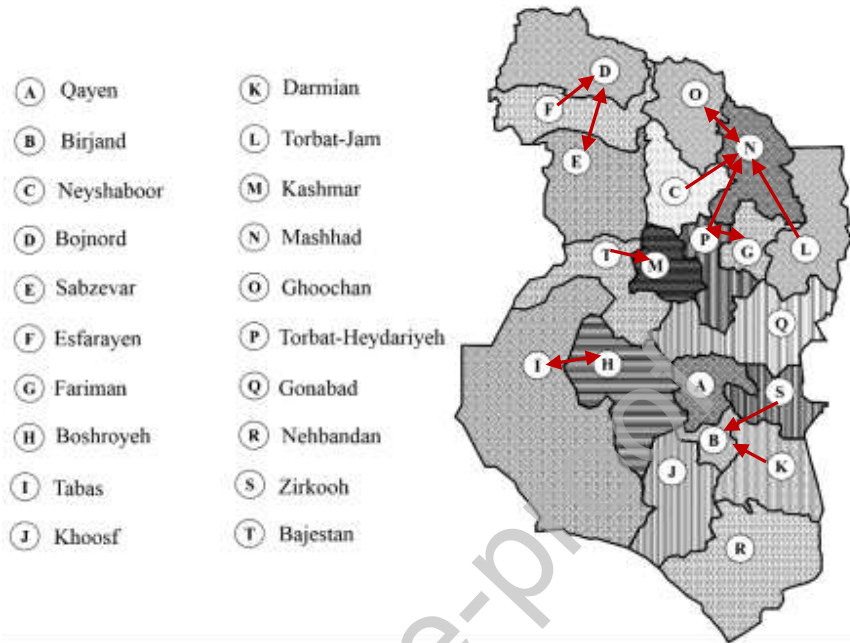 A Qayen
B Birjand
C Neyshaboor
D Bojnord
E Sabzevar
F Esfarayen
G Fariman
H Boshroyeh
I Tabas
J Khoosf
K Darmian
L Torbat-Jam
M Kashmar
N Mashhad
O Ghoochan
P Torbat-Heydariyeh
Q Gonabad
R Nehbandan
S Zirkooh
T Bajestan
D
O
F
N
E
C
P
G
L
T
M
Q
I
H
A
S
B
J
K
R